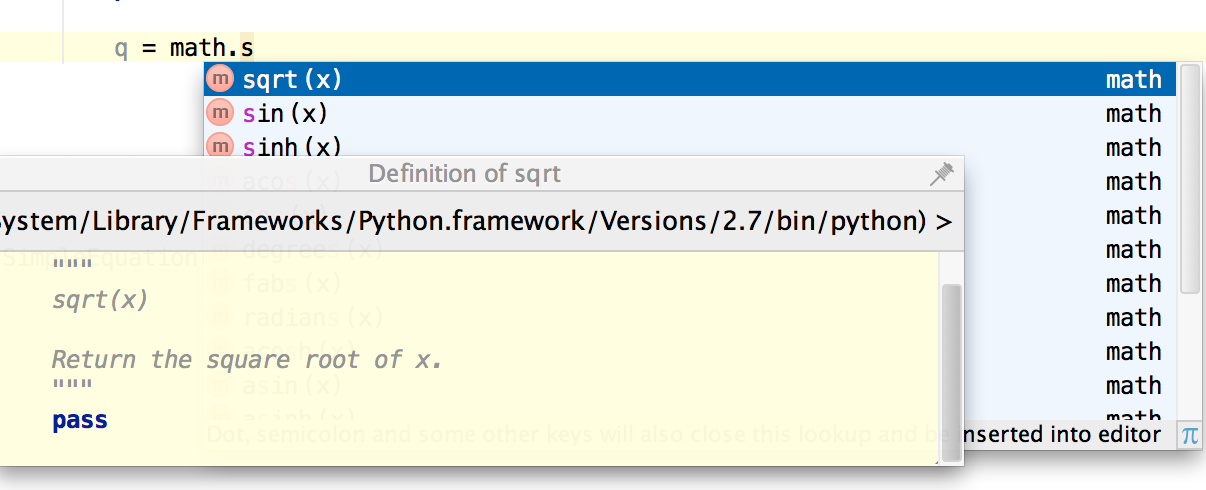 q = math.s
m sqrt(x) math
m sin(x) math
m sinh(x) math
Definition of sqrt
acos(x) math
math
ystem/Library/Frameworks/Python.framework/Versions/2.7/bin/python) >
degrees(x) math
SimpleEquation
"""
fabs(x) math
sqrt(x)
radians(x) math
acosh(x) math
Return the square root of x.
"""
asin(x) math
asinh(x) math
pass
Dot, semicolon and some other keys will also close this lookup and be inserted into editor π